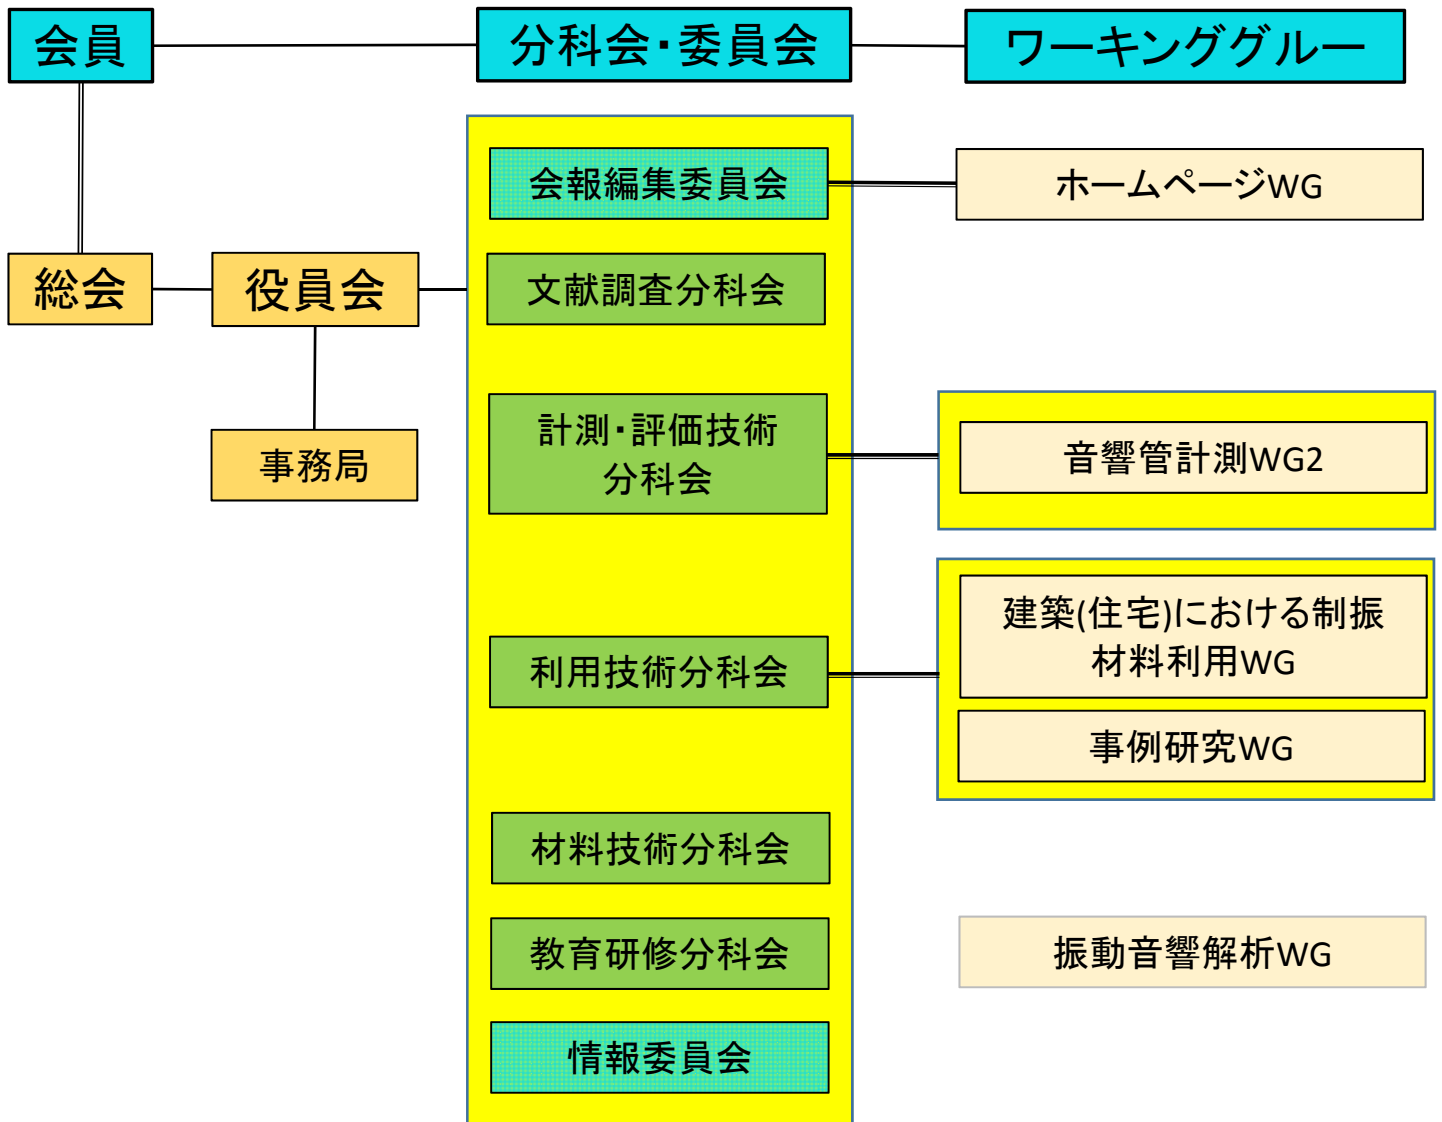 会員
分科会・委員会
ワーキンググルー
会報編集委員会
ホームページWG
総会
役員会
文献調査分科会
事務局
計測・評価技術
分科会
音響管計測WG2
利用技術分科会
建築(住宅)における制振
材料利用WG
事例研究WG
材料技術分科会
教育研修分科会
振動音響解析WG
情報委員会